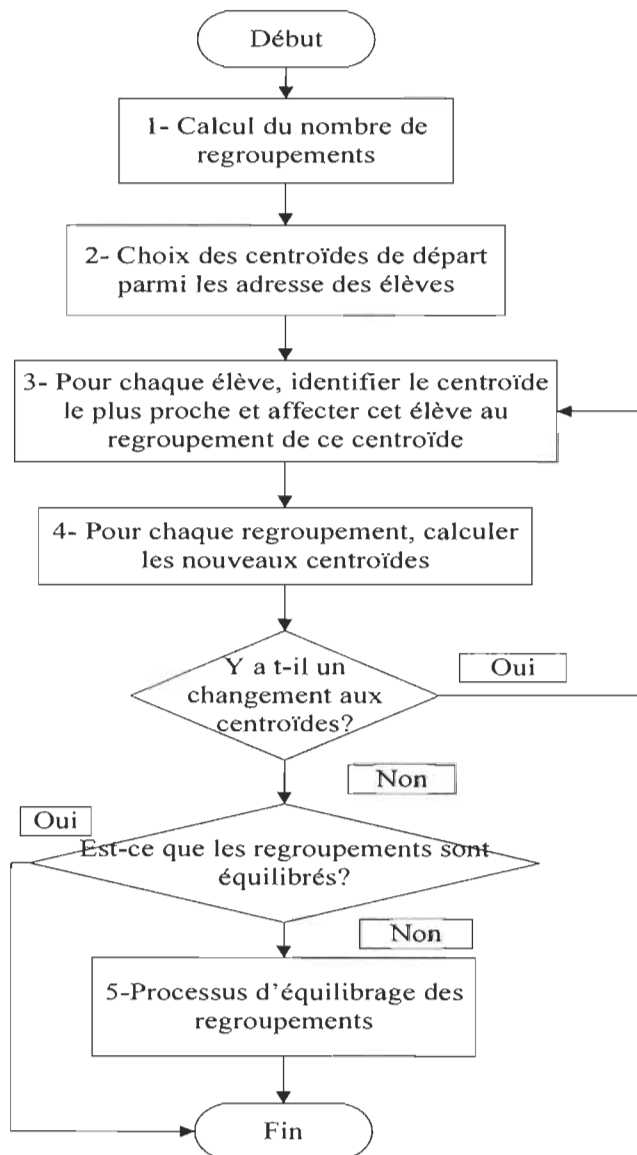 Début
1- Calcul du nombre de
regroupements
2- Choix des centroïdes de départ
parmi les adresse des élèves
3- Pour chaque élève, identifier le centroïde
le plus proche et affecter cet élève au
regroupement de ce centroïde
4- Pour chaque regroupement, calculer
les nouveaux centroïdes
Y a t-il un
changement aux
centroïdes?
Oui
Non
Oui
Est-ce que les regroupements sont
équilibrés?
Non
5-Processus d'équilibrage des
regroupements
Fin